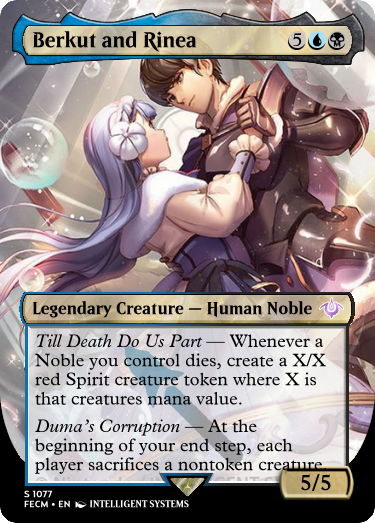 Berkut and Rinea 5
Legendary Creature — Human Noble
Till Death Do Us Part — Whenever a
Noble you control dies, create a X/X
red Spirit creature token where X is
that creatures mana value.
Duma's Corruption — At the
beginning of your end step, each
player sacrifices a nontoken creature.
5/5
S 1077
FECM • EN INTELLIGENT SYSTEMS